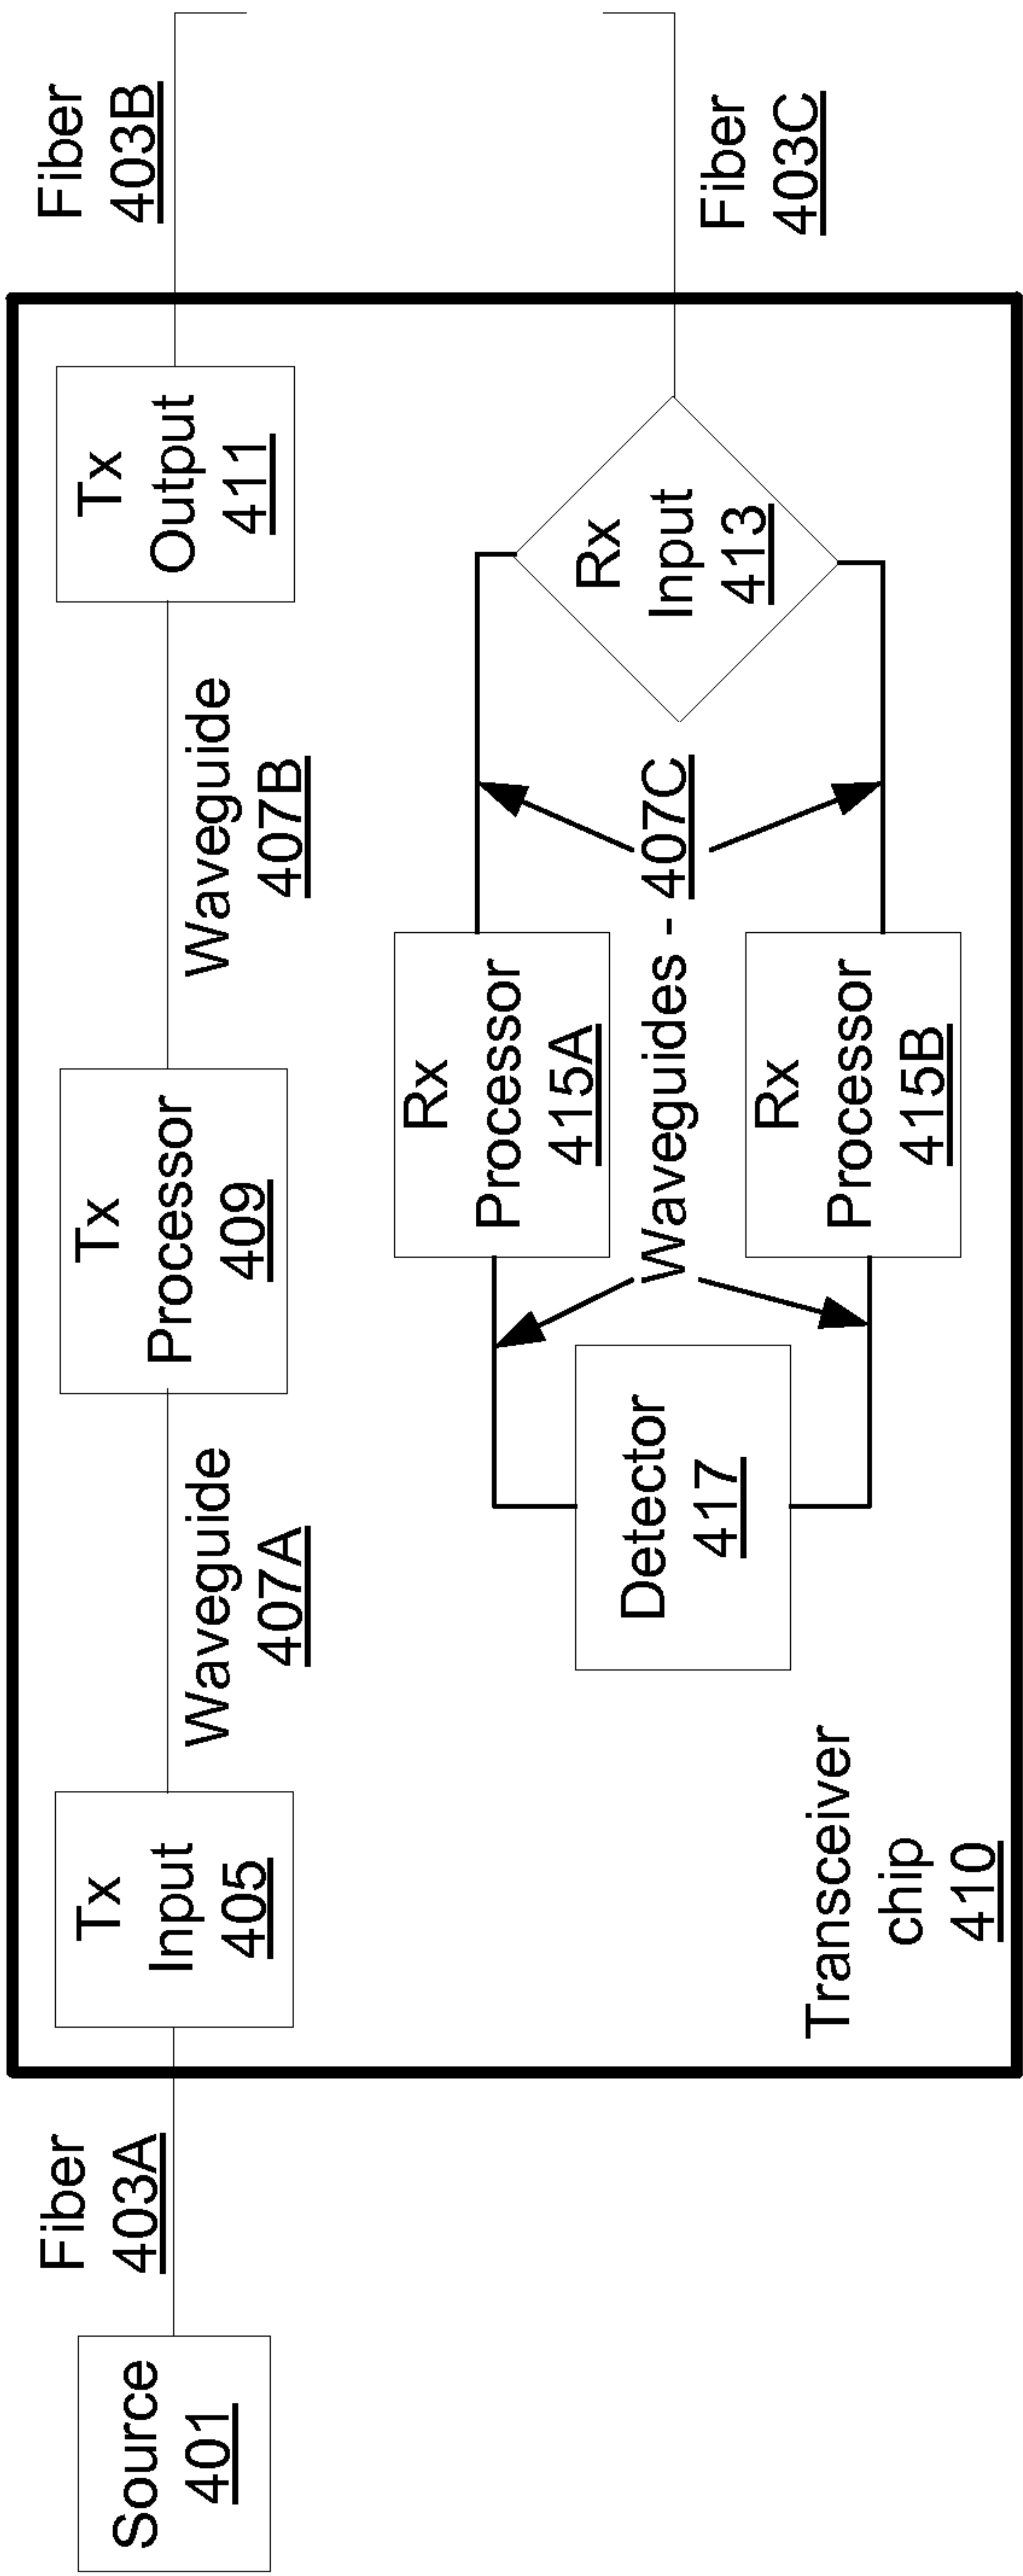 Source
401
Fiber
403A
Tx
Input
405
Waveguide
407A
Tx
Processor
409
Waveguide
407B
Tx
Output
411
Fiber
403B
Transceiver
chip
410
Detector
417
Waveguides - 407C
Rx
Processor
415A
Rx
Processor
415B
Rx
Input
413
Fiber
403C